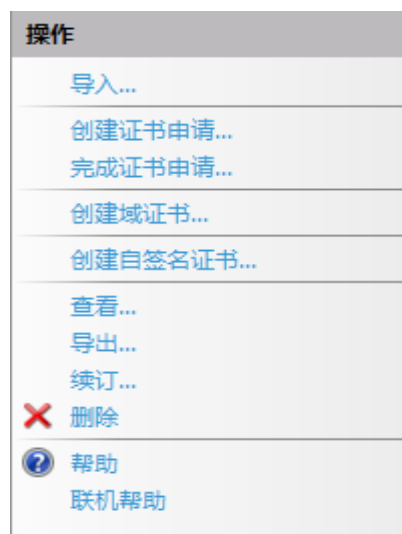 操作
导入...
创建证书申请...
完成证书申请...
创建域证书...
创建自签名证书...
查看...
导出...
续订...
删除
帮助
联机帮助